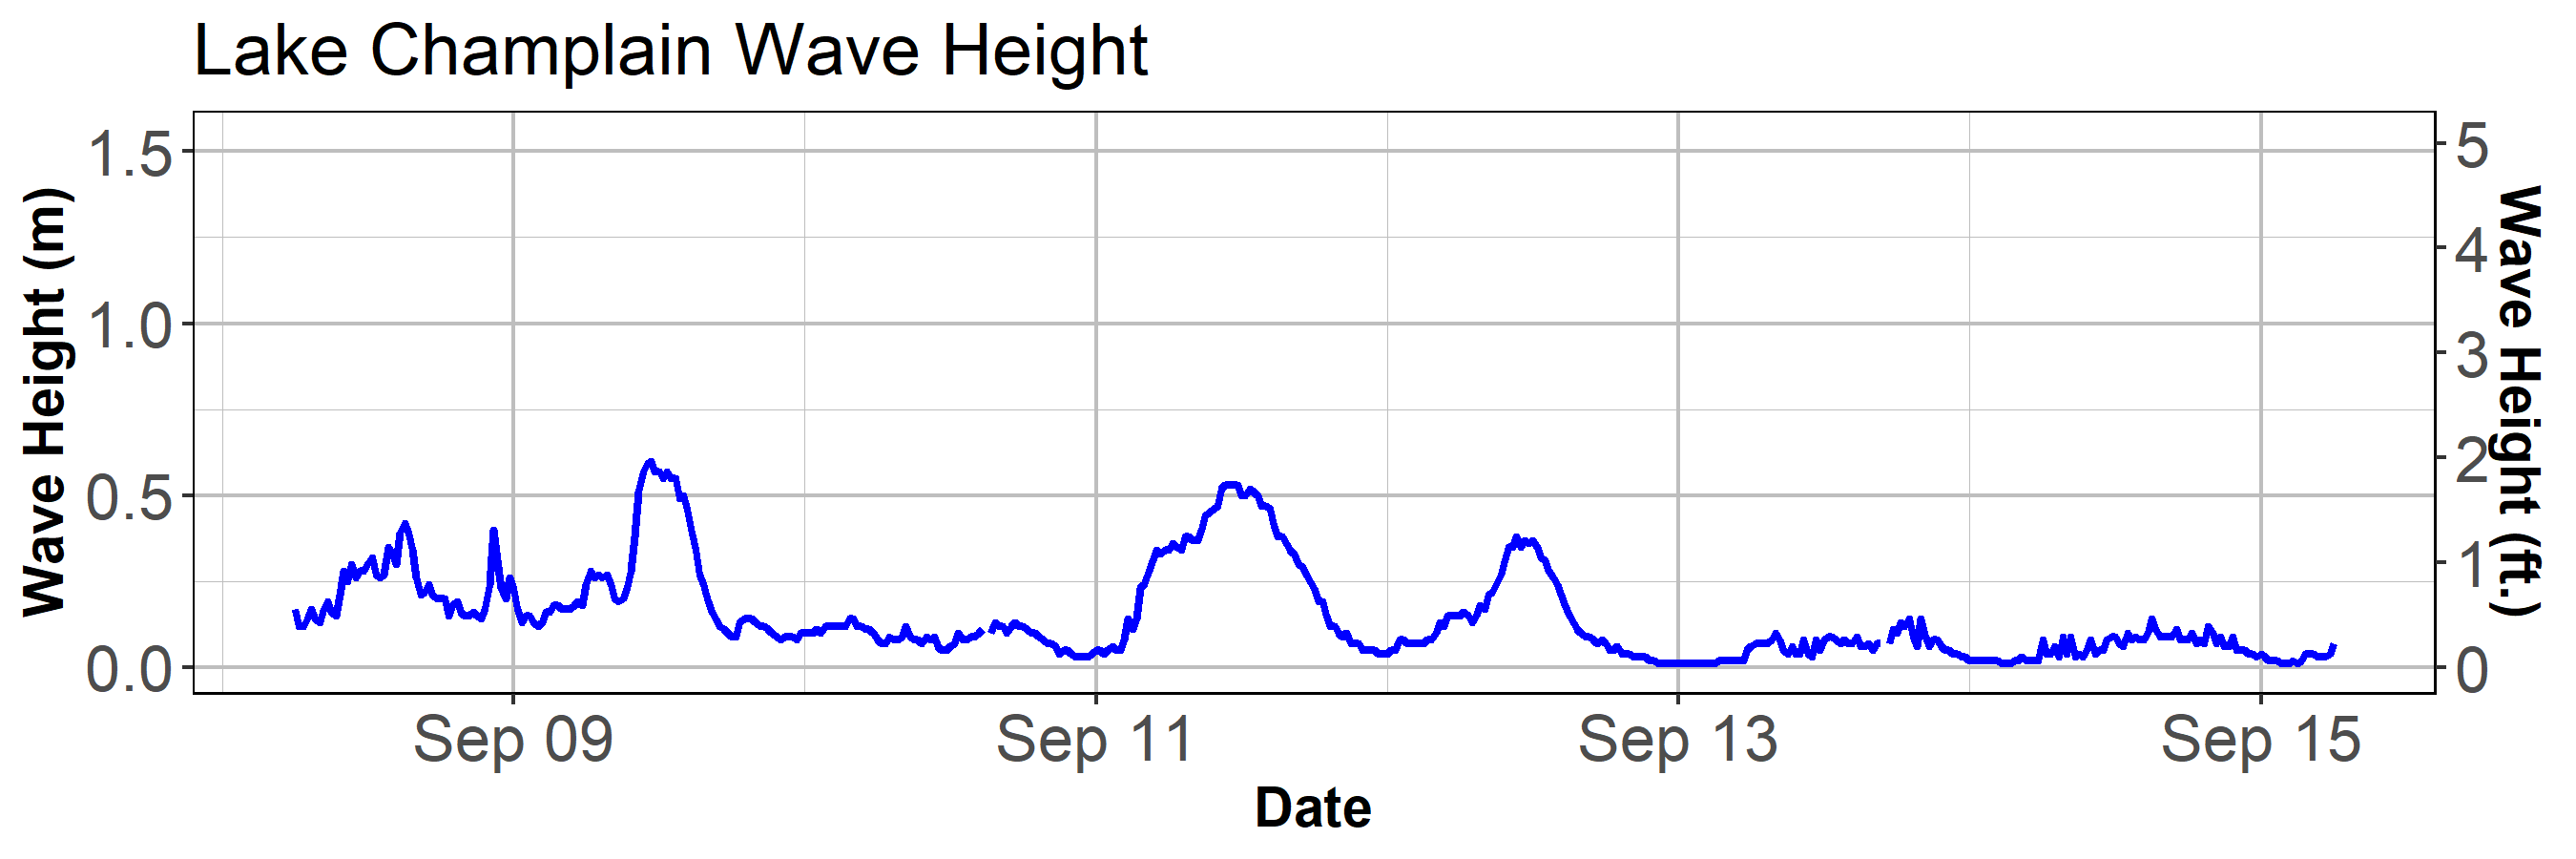 Lake Champlain Wave Height
Wave Height (m)
1.5
1.0
0.5
0.0
5
4
3
2
1
0
Wave Height (ft.)
Sep 09
Sep 11
Sep 13
Sep 15
Date